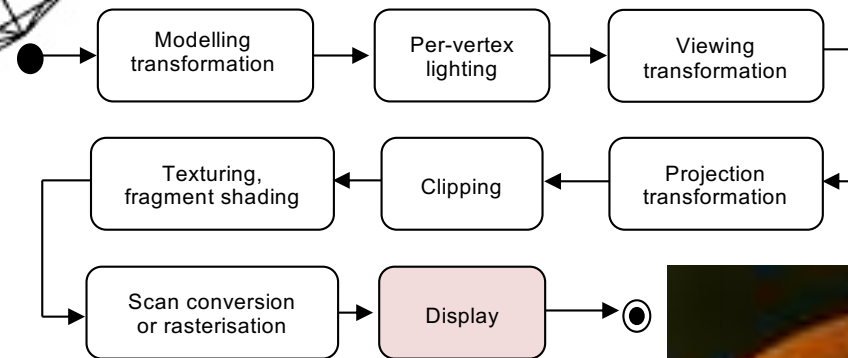 Modelling
transformation
Per-vertex
lighting
Viewing
transformation
Projection
transformation
Clipping
Texturing,
fragment shading
Scan conversion
or rasterisation
Display